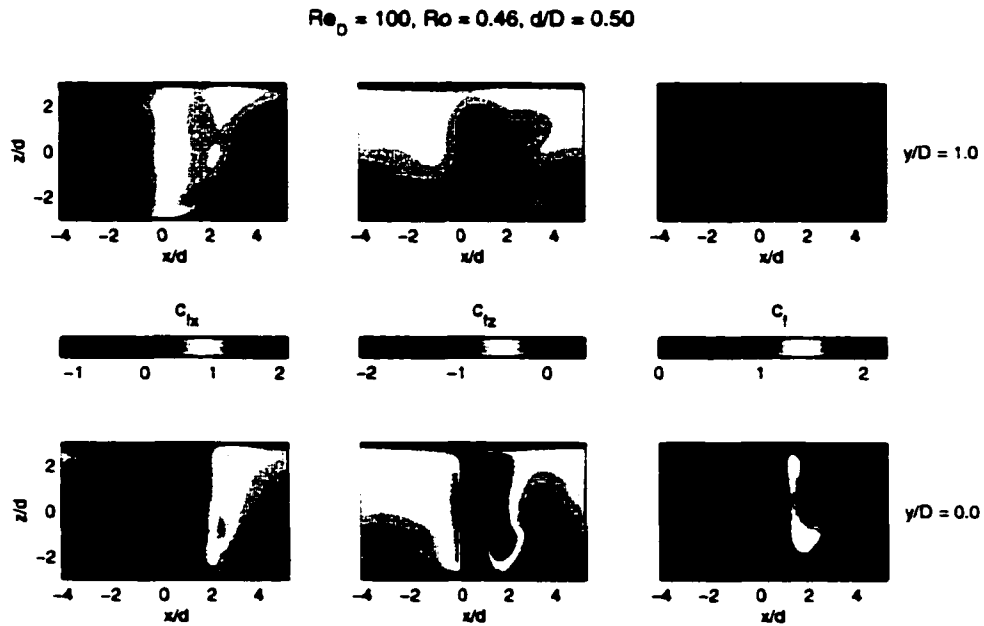 Re_D = 100, Ro = 0.46, d/D = 0.50
z/d
2
0
−2
−4 −2 0 2 4
x/d
−4 −2 0 2 4
x/d
−4 −2 0 2 4
x/d
y/D = 1.0
C_fx
−1 0 1 2
C_fz
−2 −1 0
C_f
0 1 2
z/d
2
0
−2
−4 −2 0 2 4
x/d
−4 −2 0 2 4
x/d
−4 −2 0 2 4
x/d
y/D = 0.0